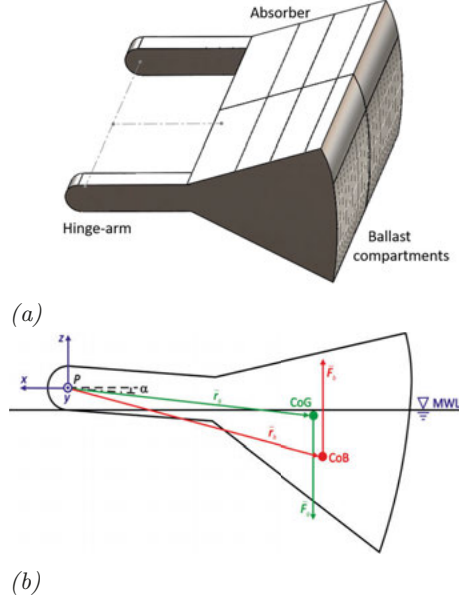 Absorber
Hinge-arm
Ballast
compartments
(a)
z
x
P
α
y
r̄
CoG
F̄
MWL
r̄
CoB
F̄
(b)